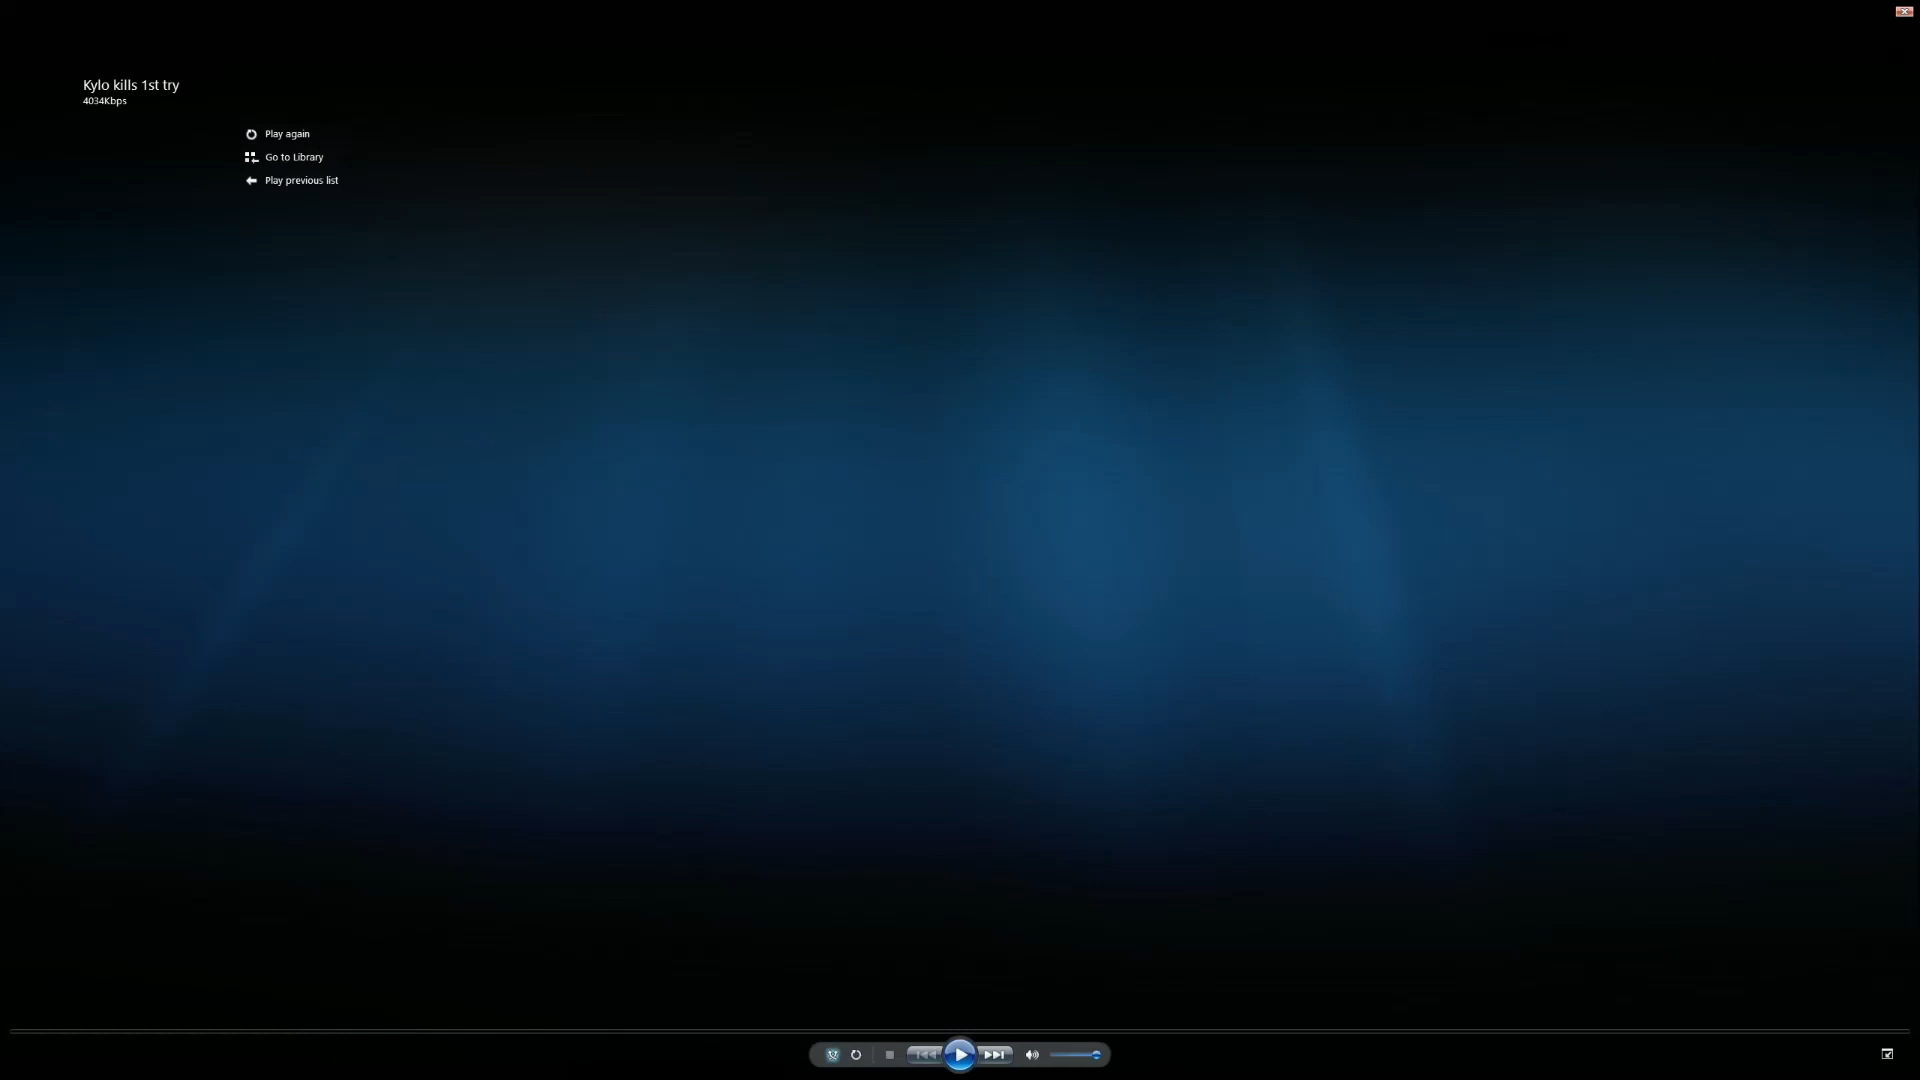 Kylo kills 1st try
4034Kbps
Play again
Go to Library
Play previous list